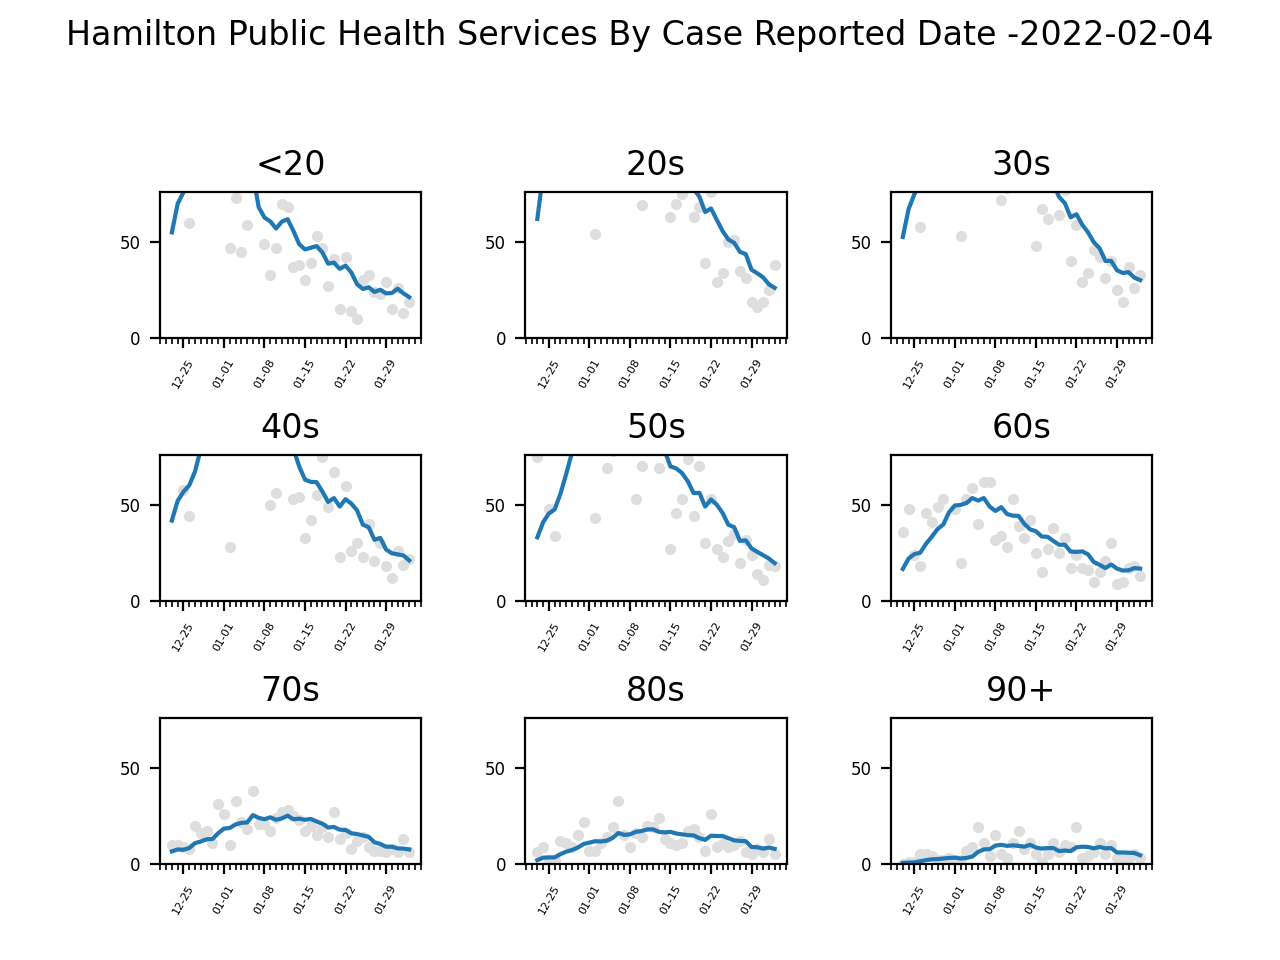 Hamilton Public Health Services By Case Reported Date -2022-02-04
<20 20s 30s
50 50 50
0 0 0
12-25 01-01 01-08 01-15 01-22 01-29 12-25 01-01 01-08 01-15 01-22 01-29 12-25 01-01 01-08 01-15 01-22 01-29
40s 50s 60s
50 50 50
0 0 0
12-25 01-01 01-08 01-15 01-22 01-29 12-25 01-01 01-08 01-15 01-22 01-29 12-25 01-01 01-08 01-15 01-22 01-29
70s 80s 90+
50 50 50
0 0 0
12-25 01-01 01-08 01-15 01-22 01-29 12-25 01-01 01-08 01-15 01-22 01-29 12-25 01-01 01-08 01-15 01-22 01-29